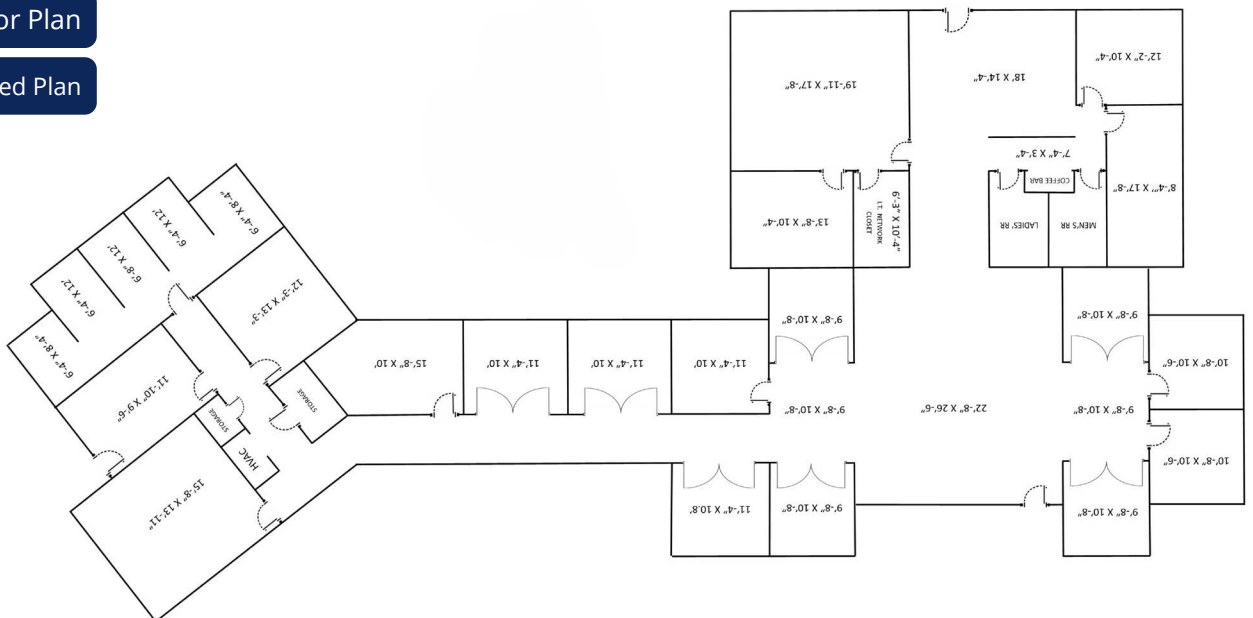 or Plan
ed Plan
19'-11" X 17'-8"
18' X 14'-4"
12'-2" X 10'-4"
7'-4" X 3'-4"
COFFEE BAR
8'-4" X 17'-8"
13'-8" X 10'-4"
I.T. NETWORK
CLOSET
6'-3" X 10'-4"
LADIES' RR
MEN'S RR
6'-4" X 8'-4"
6'-4" X 12'
6'-8" X 12'
6'-4" X 12'
6'-4" X 8'-4"
12'-3" X 13'-3"
11'-10" X 9'-6"
STORAGE
STORAGE
HVAC
15'-8" X 13'-11"
15'-8" X 10'
11'-4" X 10'
11'-4" X 10'
11'-4" X 10'
9'-8" X 10'-8"
9'-8" X 10'-8"
9'-8" X 10'-8"
22'-8" X 26'-6"
9'-8" X 10'-8"
10'-8" X 10'-6"
10'-8" X 10'-6"
11'-4" X 10.8'
9'-8" X 10'-8"
9'-8" X 10'-8"